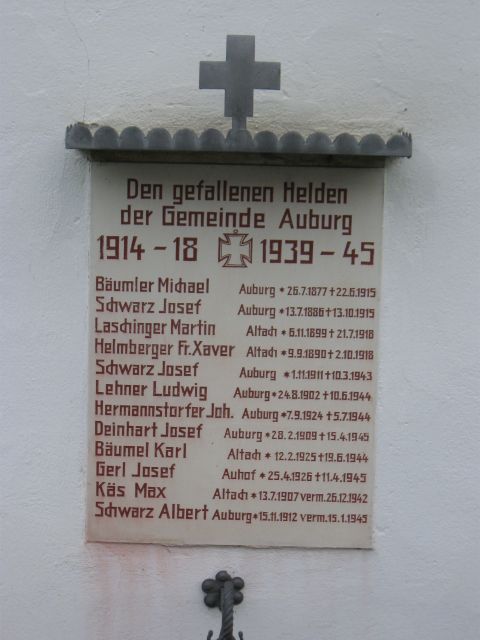 Den gefallenen Helden
der Gemeinde Auburg
1914 - 18 1939 - 45
Bäumler Michael Auburg * 26.7.1877 † 22.6.1915
Schwarz Josef Auburg * 13.7.1886 † 13.10.1915
Laschinger Martin Altach * 6.11.1899 † 21.7.1918
Helmberger Fr. Xaver Altach * 9.9.1890 † 2.10.1918
Schwarz Josef Auburg * 1.11.1911 † 10.3.1943
Lehner Ludwig Auburg * 24.8.1902 † 10.6.1944
Hermannstorfer Joh. Auburg * 7.9.1924 † 5.7.1944
Deinhart Josef Auburg * 28.2.1909 † 15.4.1945
Bäumel Karl Altach * 12.2.1925 † 19.6.1944
Gerl Josef Auhof * 25.4.1926 † 11.4.1945
Käs Max Altach * 13.7.1907 verm. 26.12.1942
Schwarz Albert Auburg * 15.11.1912 verm. 15.1.1945